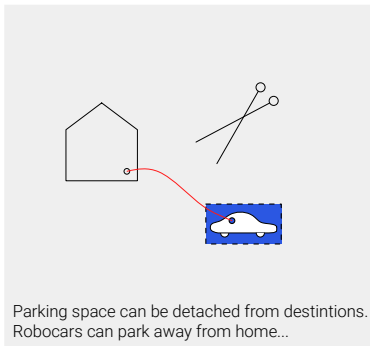 Parking space can be detached from destintions.
Robocars can park away from home...